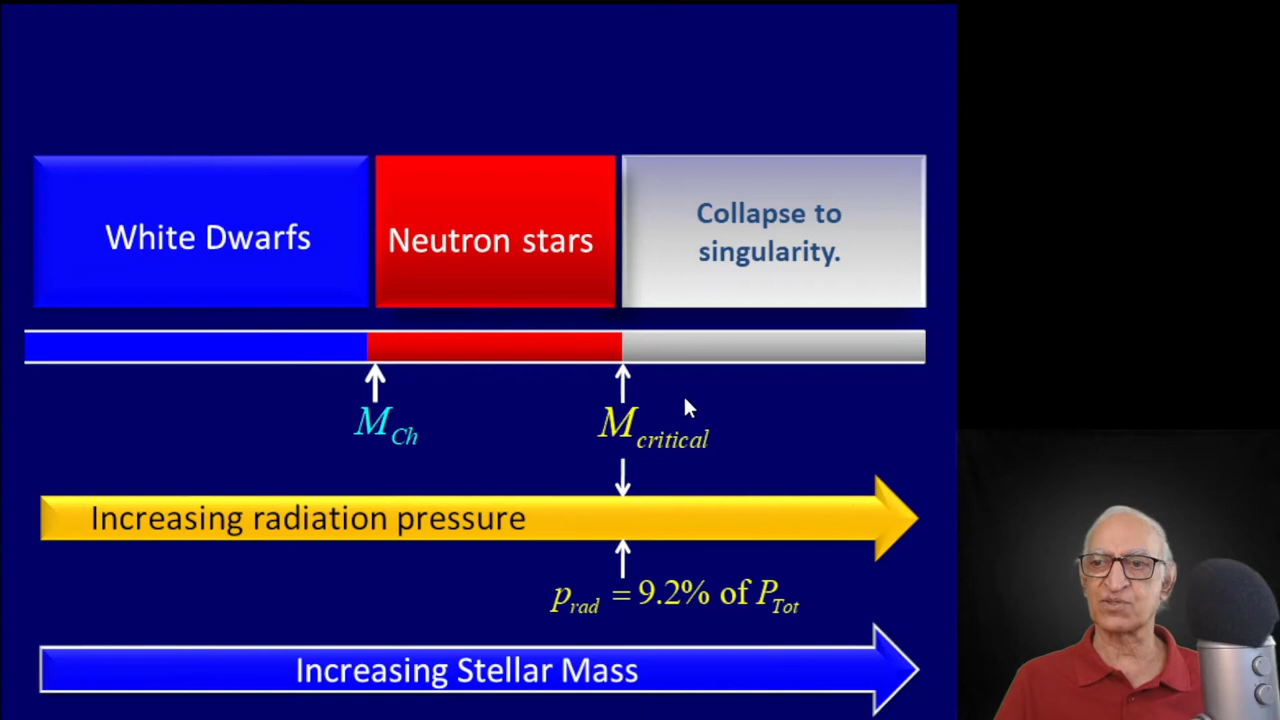 White Dwarfs
Neutron stars
Collapse to
singularity.
M_Ch
M_critical
Increasing radiation pressure
p_rad = 9.2% of P_Tot
Increasing Stellar Mass